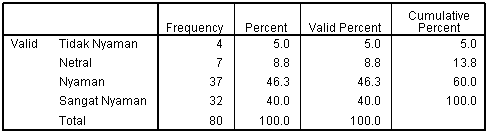 Frequency Percent Valid Percent Cumulative Percent
Valid Tidak Nyaman 4 5.0 5.0 5.0
Netral 7 8.8 8.8 13.8
Nyaman 37 46.3 46.3 60.0
Sangat Nyaman 32 40.0 40.0 100.0
Total 80 100.0 100.0